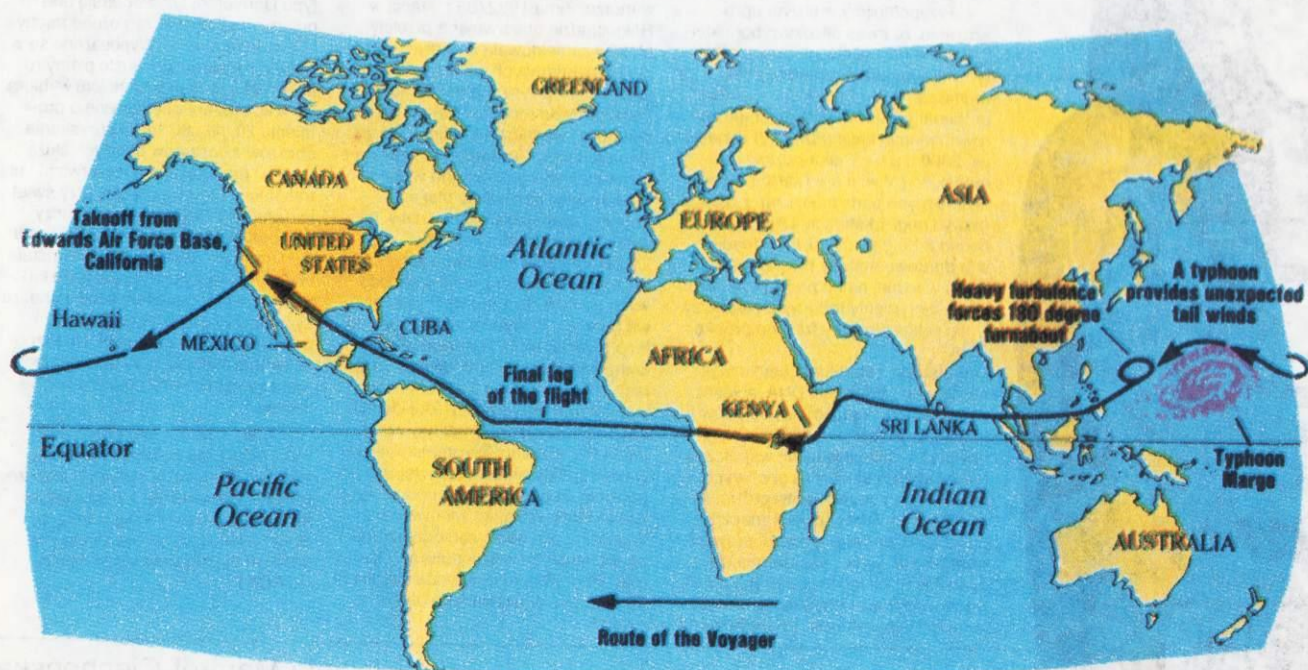 GREENLAND
CANADA
ASIA
Takeoff from
Edwards Air Force Base,
California
UNITED
STATES
EUROPE
Atlantic
Ocean
A typhoon
provides unexpected
tail winds
Heavy turbulence
forces 180 degree
turnabout
Hawaii
MEXICO
CUBA
AFRICA
Final leg
of the flight
KENYA
SRI LANKA
Equator
Typhoon
Marge
SOUTH
AMERICA
Pacific
Ocean
Indian
Ocean
AUSTRALIA
Route of the Voyager